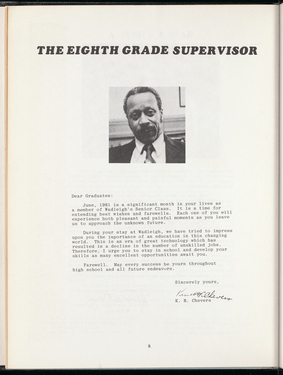 THE EIGHTH GRADE SUPERVISOR
Dear Graduates:
June, 1981 is a significant month in your lives as
a member of Wadleigh's Senior Class. It is a time for
extending best wishes and farewells. Each one of you will
experience both pleasant and painful moments as you leave
us to approach the unknown future.
During your stay at Wadleigh, we have tried to impress
upon you the importance of an education in this changing
world. This is an era of great technology which has
resulted in a decline in the number of unskilled jobs.
Therefore, I urge you to stay in school and develop your
skills as many excellent opportunities await you.
Farewell. May every success be yours throughout
high school and all future endeavors.
Sincerely yours,
Chevers